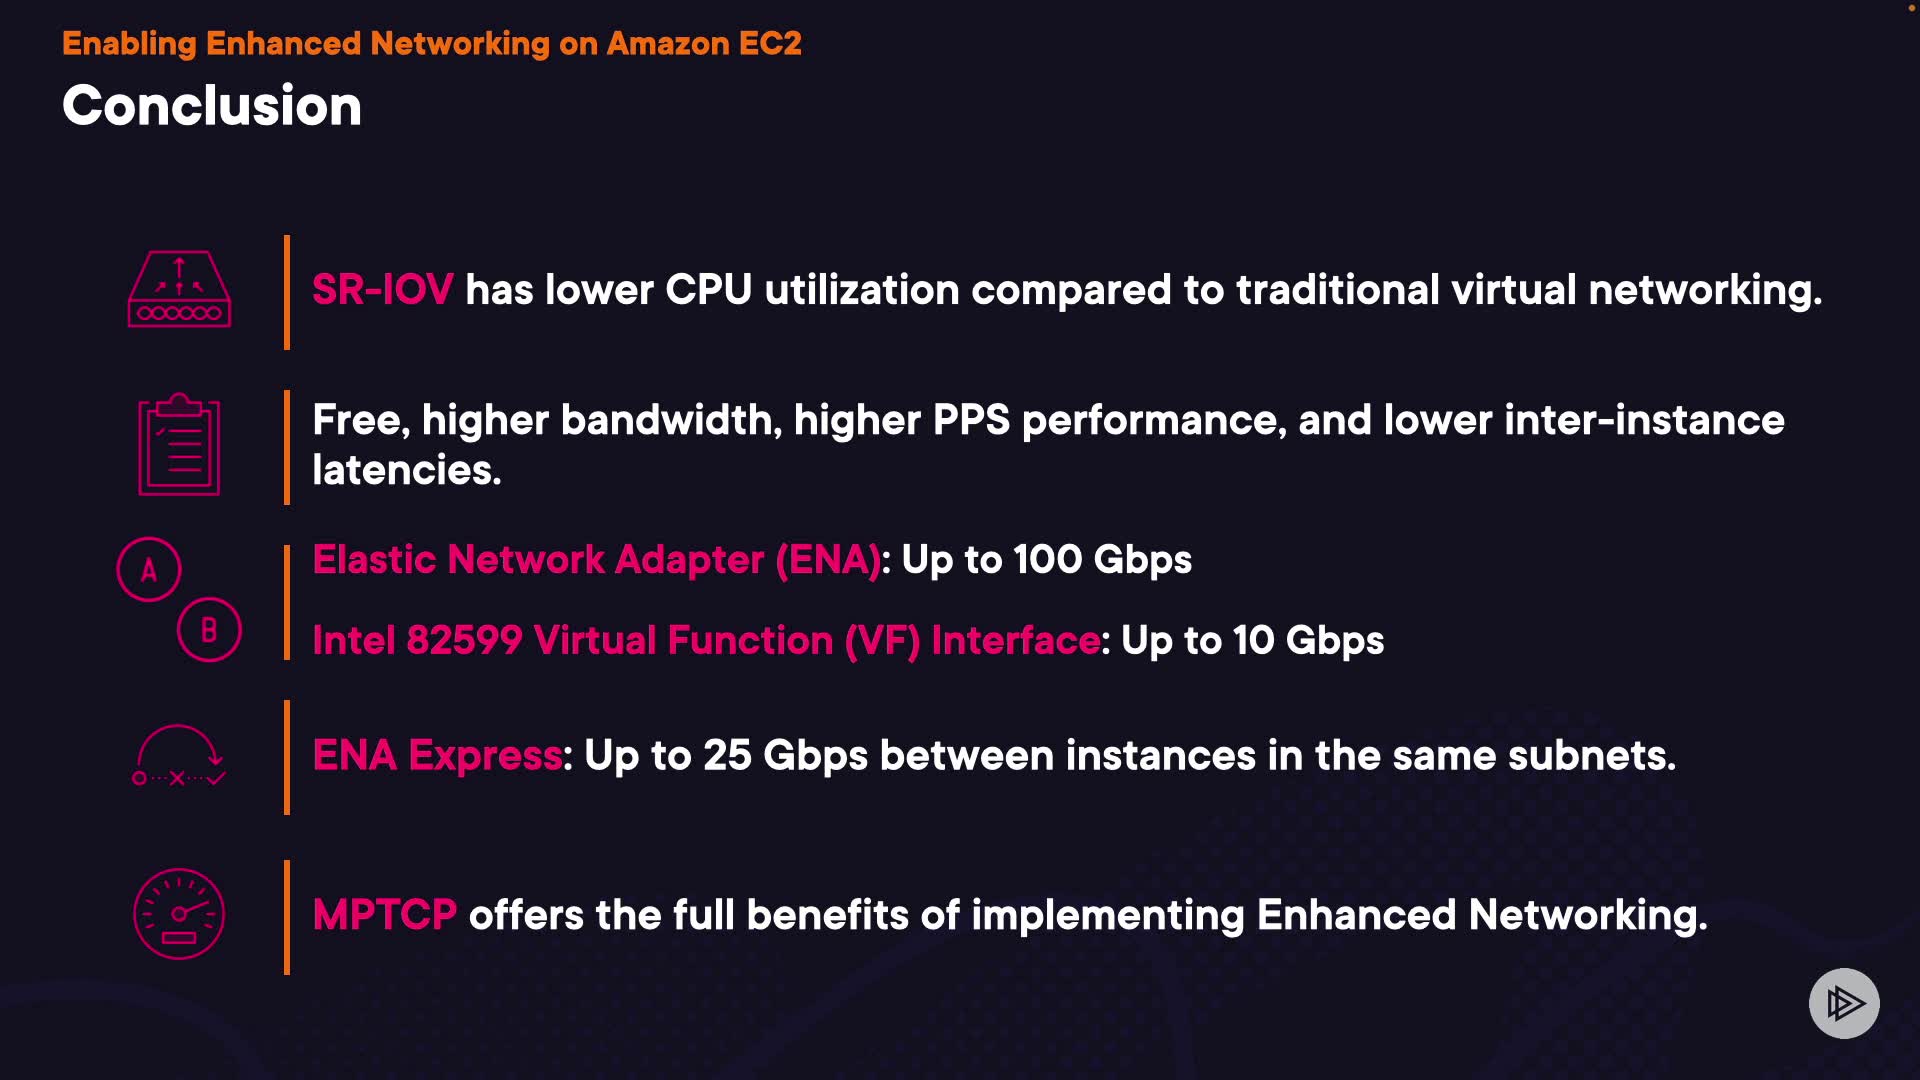 Enabling Enhanced Networking on Amazon EC2
Conclusion
SR-IOV has lower CPU utilization compared to traditional virtual networking.
Free, higher bandwidth, higher PPS performance, and lower inter-instance
latencies.
A
B
Elastic Network Adapter (ENA): Up to 100 Gbps
Intel 82599 Virtual Function (VF) Interface: Up to 10 Gbps
ENA Express: Up to 25 Gbps between instances in the same subnets.
MPTCP offers the full benefits of implementing Enhanced Networking.